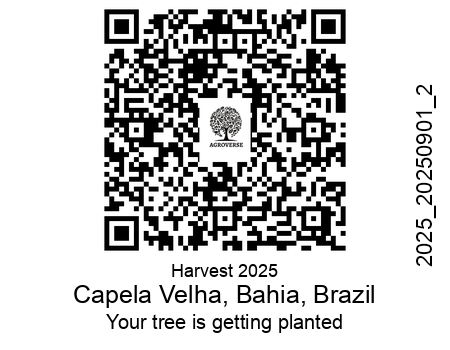 AGROVERSE
Harvest 2025
Capela Velha, Bahia, Brazil
Your tree is getting planted
2025_20250901_2